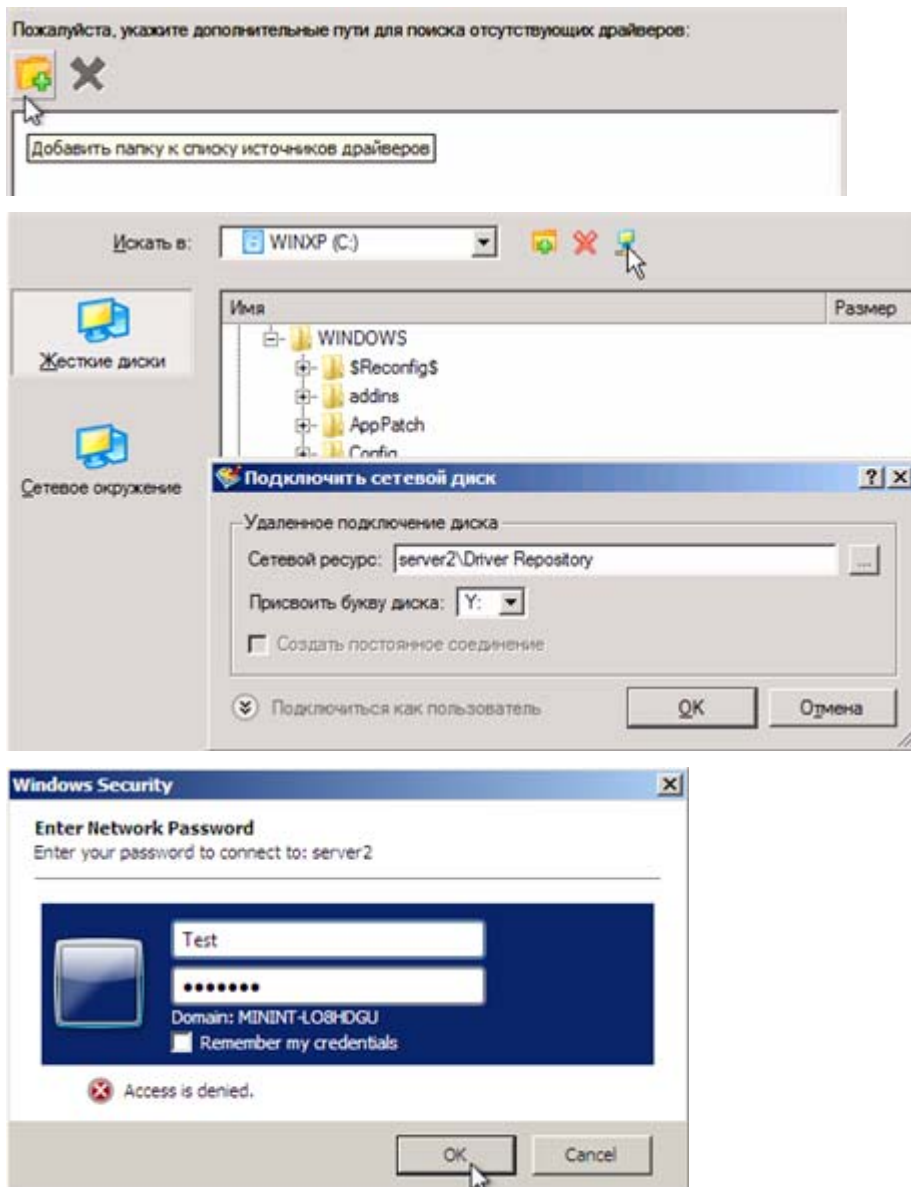 Пожалуйста, укажите дополнительные пути для поиска отсутствующих драйверов:
Добавить папку к списку источников драйверов
Искать в:
WINXP (C:)
Имя
Размер
WINDOWS
$Reconfig$
addins
AppPatch
Config
Жесткие диски
Сетевое окружение
Подключить сетевой диск
Удаленное подключение диска
Сетевой ресурс: server2\Driver Repository
...
Присвоить букву диска: Y:
Создать постоянное соединение
Подключиться как пользователь
OK
Отмена
Windows Security
Enter Network Password
Enter your password to connect to: server2
Test
●●●●●●●
Domain: MININT-LO8HDGU
Remember my credentials
Access is denied.
OK
Cancel